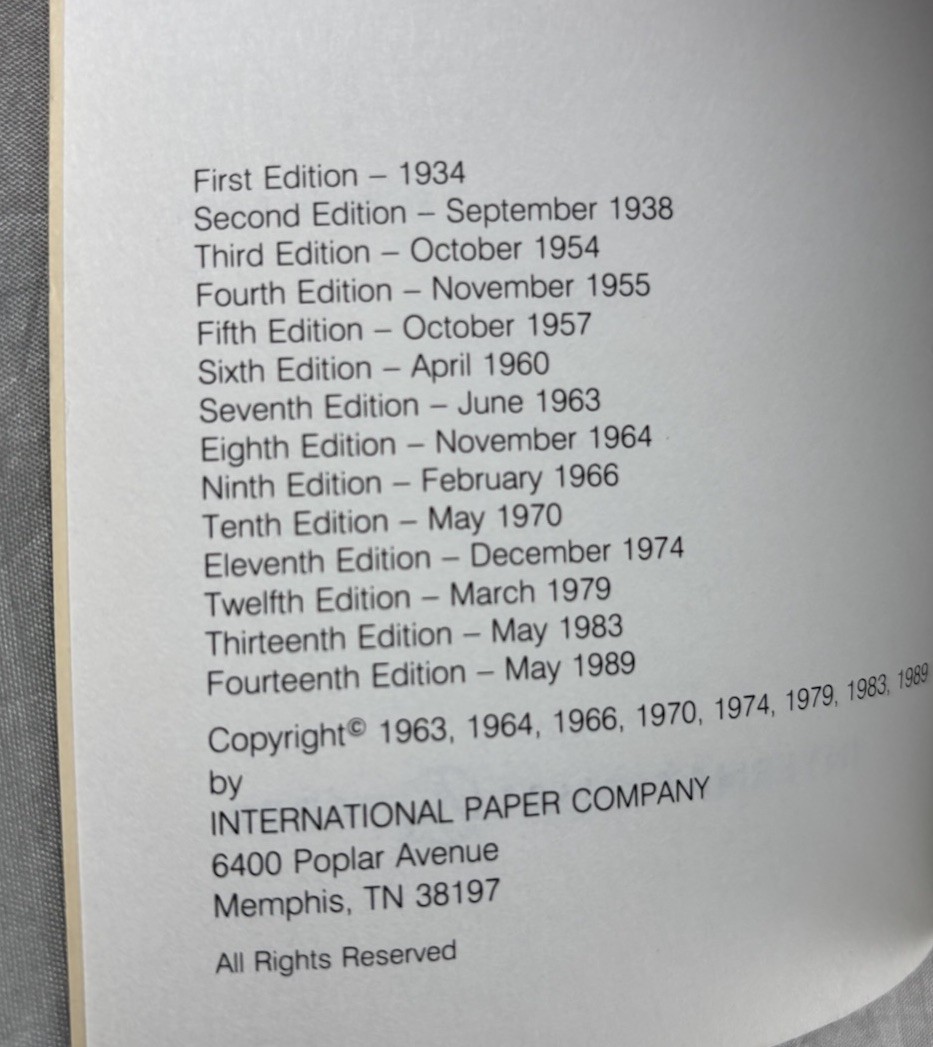 First Edition – 1934
Second Edition – September 1938
Third Edition – October 1954
Fourth Edition – November 1955
Fifth Edition – October 1957
Sixth Edition – April 1960
Seventh Edition – June 1963
Eighth Edition – November 1964
Ninth Edition – February 1966
Tenth Edition – May 1970
Eleventh Edition – December 1974
Twelfth Edition – March 1979
Thirteenth Edition – May 1983
Fourteenth Edition – May 1989
Copyright© 1963, 1964, 1966, 1970, 1974, 1979, 1983, 1989
by
INTERNATIONAL PAPER COMPANY
6400 Poplar Avenue
Memphis, TN 38197
All Rights Reserved